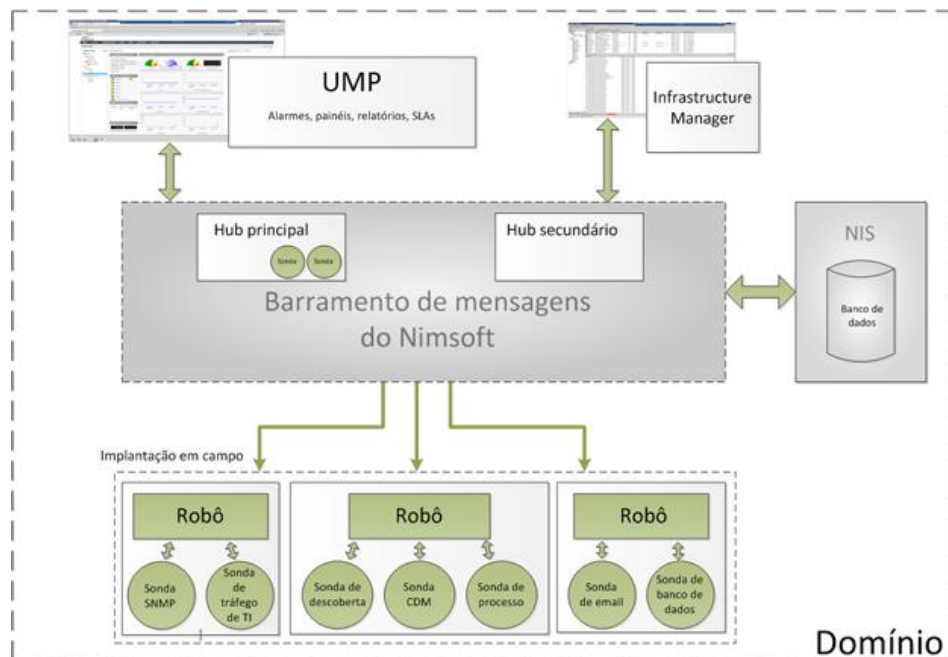 UMP
Alarmes, painéis, relatórios, SLAs
Infrastructure
Manager
Hub principal
Sonda
Sonda
Hub secundário
Barramento de mensagens
do Nimsoft
NIS
Banco de
dados
Implantação em campo
Robô
Sonda
SNMP
Sonda
de
tráfego
de TI
Robô
Sonda de
descoberta
Sonda
CDM
Sonda
de
processo
Robô
Sonda
de email
Sonda de
banco de
dados
Domínio